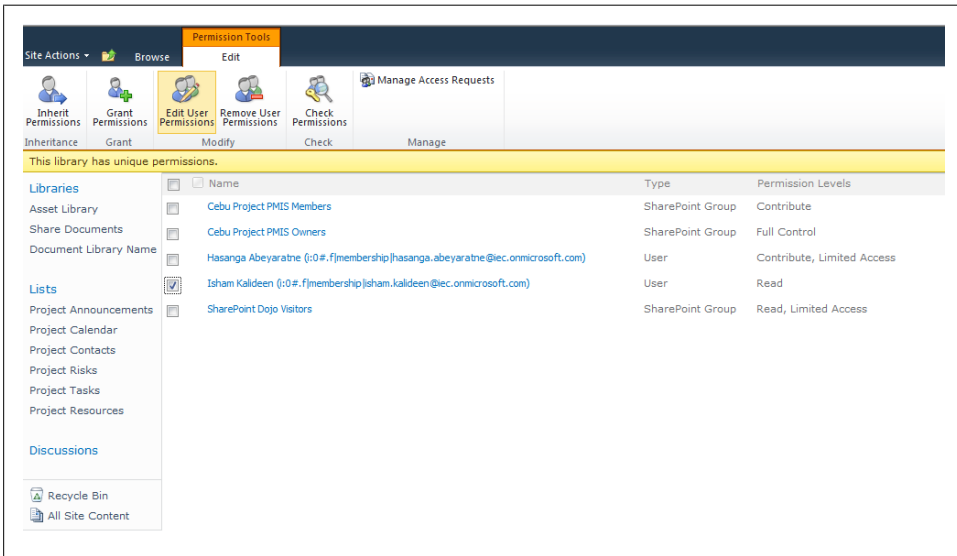 Permission Tools
Site Actions Browse Edit
Inherit Permissions
Grant Permissions
Edit User Permissions
Remove User Permissions
Check Permissions
Manage Access Requests
Inheritance Grant Modify Check Manage
This library has unique permissions.
Libraries
Asset Library
Share Documents
Document Library Name
Lists
Project Announcements
Project Calendar
Project Contacts
Project Risks
Project Tasks
Project Resources
Discussions
Recycle Bin
All Site Content
Name Type Permission Levels
Cebu Project PMIS Members SharePoint Group Contribute
Cebu Project PMIS Owners SharePoint Group Full Control
Hasanga Abeyaratne (i:0#.f|membership|hasanga.abeyaratne@iec.onmicrosoft.com) User Contribute, Limited Access
Isham Kalideen (i:0#.f|membership|isham.kalideen@iec.onmicrosoft.com) User Read
SharePoint Dojo Visitors SharePoint Group Read, Limited Access